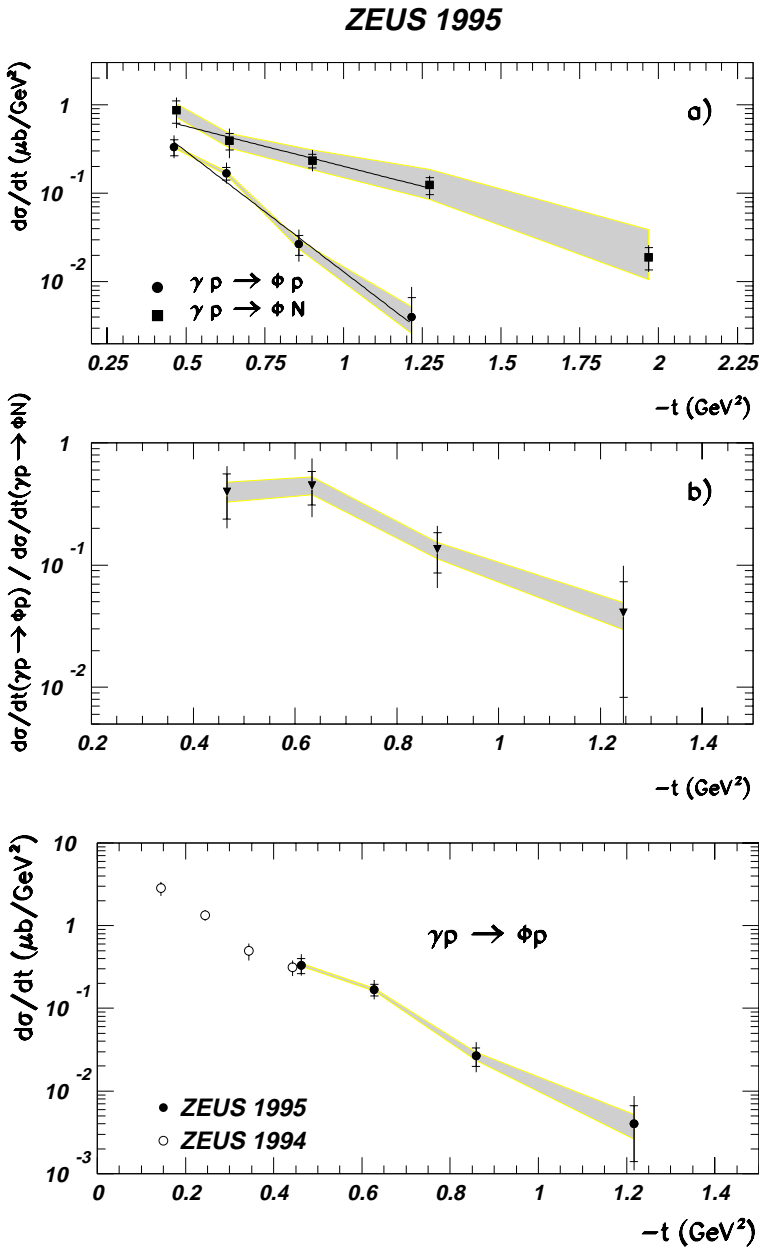 ZEUS 1995
dσ/dt (μb/GeV²)
1
10⁻¹
10⁻²
a)
γ p → Φ p
γ p → Φ N
0.25 0.5 0.75 1 1.25 1.5 1.75 2 2.25
−t (GeV²)
dσ/dt(γp→Φp) / dσ/dt(γp→ΦN)
1
10⁻¹
10⁻²
b)
0.2 0.4 0.6 0.8 1 1.2 1.4
−t (GeV²)
dσ/dt (μb/GeV²)
10
1
10⁻¹
10⁻²
10⁻³
γp → Φp
ZEUS 1995
ZEUS 1994
0 0.2 0.4 0.6 0.8 1 1.2 1.4
−t (GeV²)